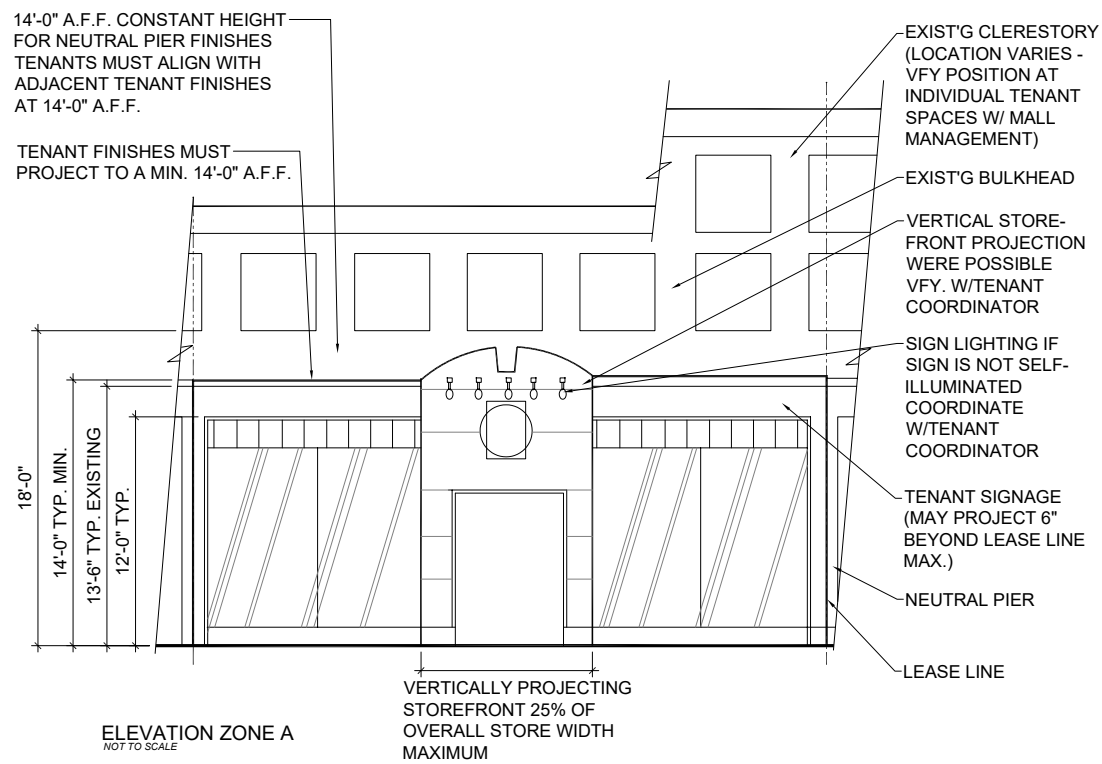 14'-0" A.F.F. CONSTANT HEIGHT
FOR NEUTRAL PIER FINISHES
TENANTS MUST ALIGN WITH
ADJACENT TENANT FINISHES
AT 14'-0" A.F.F.
TENANT FINISHES MUST
PROJECT TO A MIN. 14'-0" A.F.F.
EXIST'G CLERESTORY
(LOCATION VARIES -
VFY POSITION AT
INDIVIDUAL TENANT
SPACES W/ MALL
MANAGEMENT)
EXIST'G BULKHEAD
VERTICAL STORE-
FRONT PROJECTION
WERE POSSIBLE
VFY. W/TENANT
COORDINATOR
SIGN LIGHTING IF
SIGN IS NOT SELF-
ILLUMINATED
COORDINATE
W/TENANT
COORDINATOR
TENANT SIGNAGE
(MAY PROJECT 6"
BEYOND LEASE LINE
MAX.)
NEUTRAL PIER
LEASE LINE
18'-0"
14'-0" TYP. MIN.
13'-6" TYP. EXISTING
12'-0" TYP.
VERTICALLY PROJECTING
STOREFRONT 25% OF
OVERALL STORE WIDTH
MAXIMUM
ELEVATION ZONE A
NOT TO SCALE